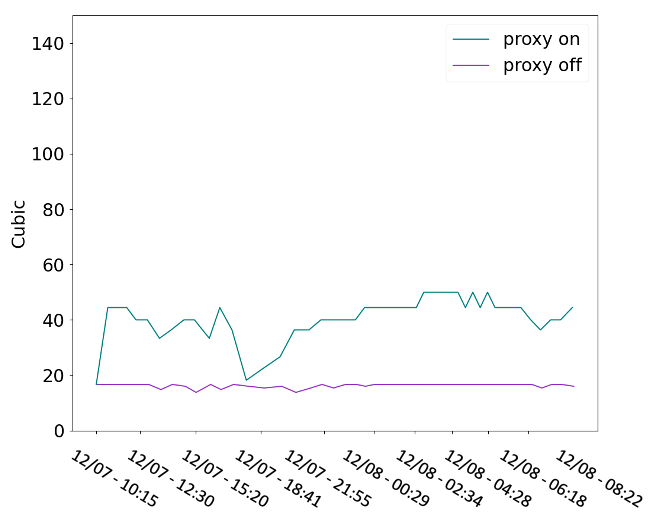 proxy on
proxy off
140
120
100
80
60
40
20
0
Cubic
12/07 - 10:15
12/07 - 12:30
12/07 - 15:20
12/07 - 18:41
12/07 - 21:55
12/08 - 00:29
12/08 - 02:34
12/08 - 04:28
12/08 - 06:18
12/08 - 08:22